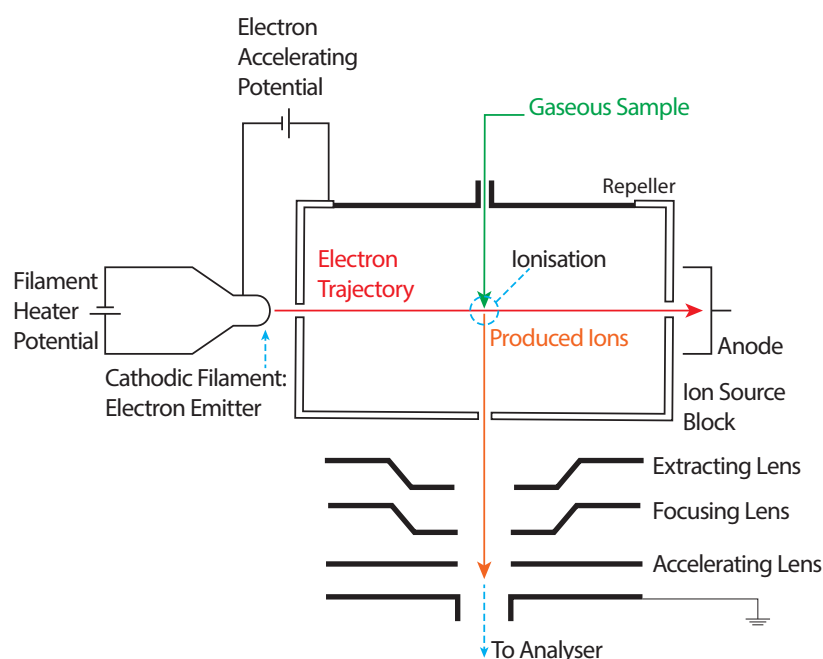 Electron
Accelerating
Potential
Gaseous Sample
Repeller
Electron
Trajectory
Ionisation
Filament
Heater
Potential
Produced Ions
Anode
Cathodic Filament:
Electron Emitter
Ion Source
Block
Extracting Lens
Focusing Lens
Accelerating Lens
To Analyser